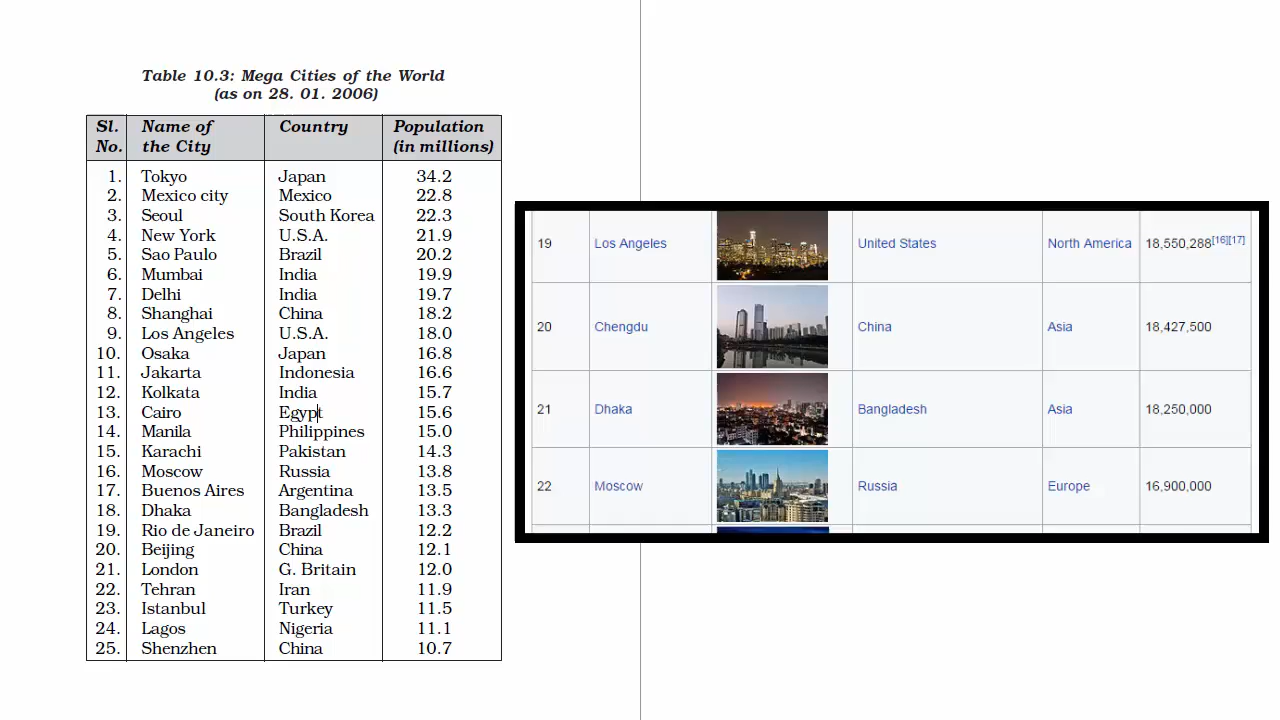 Table 10.3: Mega Cities of the World
(as on 28. 01. 2006)
Sl. No. Name of the City Country Population (in millions)
1. Tokyo Japan 34.2
2. Mexico city Mexico 22.8
3. Seoul South Korea 22.3
4. New York U.S.A. 21.9
5. Sao Paulo Brazil 20.2
6. Mumbai India 19.9
7. Delhi India 19.7
8. Shanghai China 18.2
9. Los Angeles U.S.A. 18.0
10. Osaka Japan 16.8
11. Jakarta Indonesia 16.6
12. Kolkata India 15.7
13. Cairo Egypt 15.6
14. Manila Philippines 15.0
15. Karachi Pakistan 14.3
16. Moscow Russia 13.8
17. Buenos Aires Argentina 13.5
18. Dhaka Bangladesh 13.3
19. Rio de Janeiro Brazil 12.2
20. Beijing China 12.1
21. London G. Britain 12.0
22. Tehran Iran 11.9
23. Istanbul Turkey 11.5
24. Lagos Nigeria 11.1
25. Shenzhen China 10.7
19 Los Angeles United States North America 18,550,288[16][17]
20 Chengdu China Asia 18,427,500
21 Dhaka Bangladesh Asia 18,250,000
22 Moscow Russia Europe 16,900,000